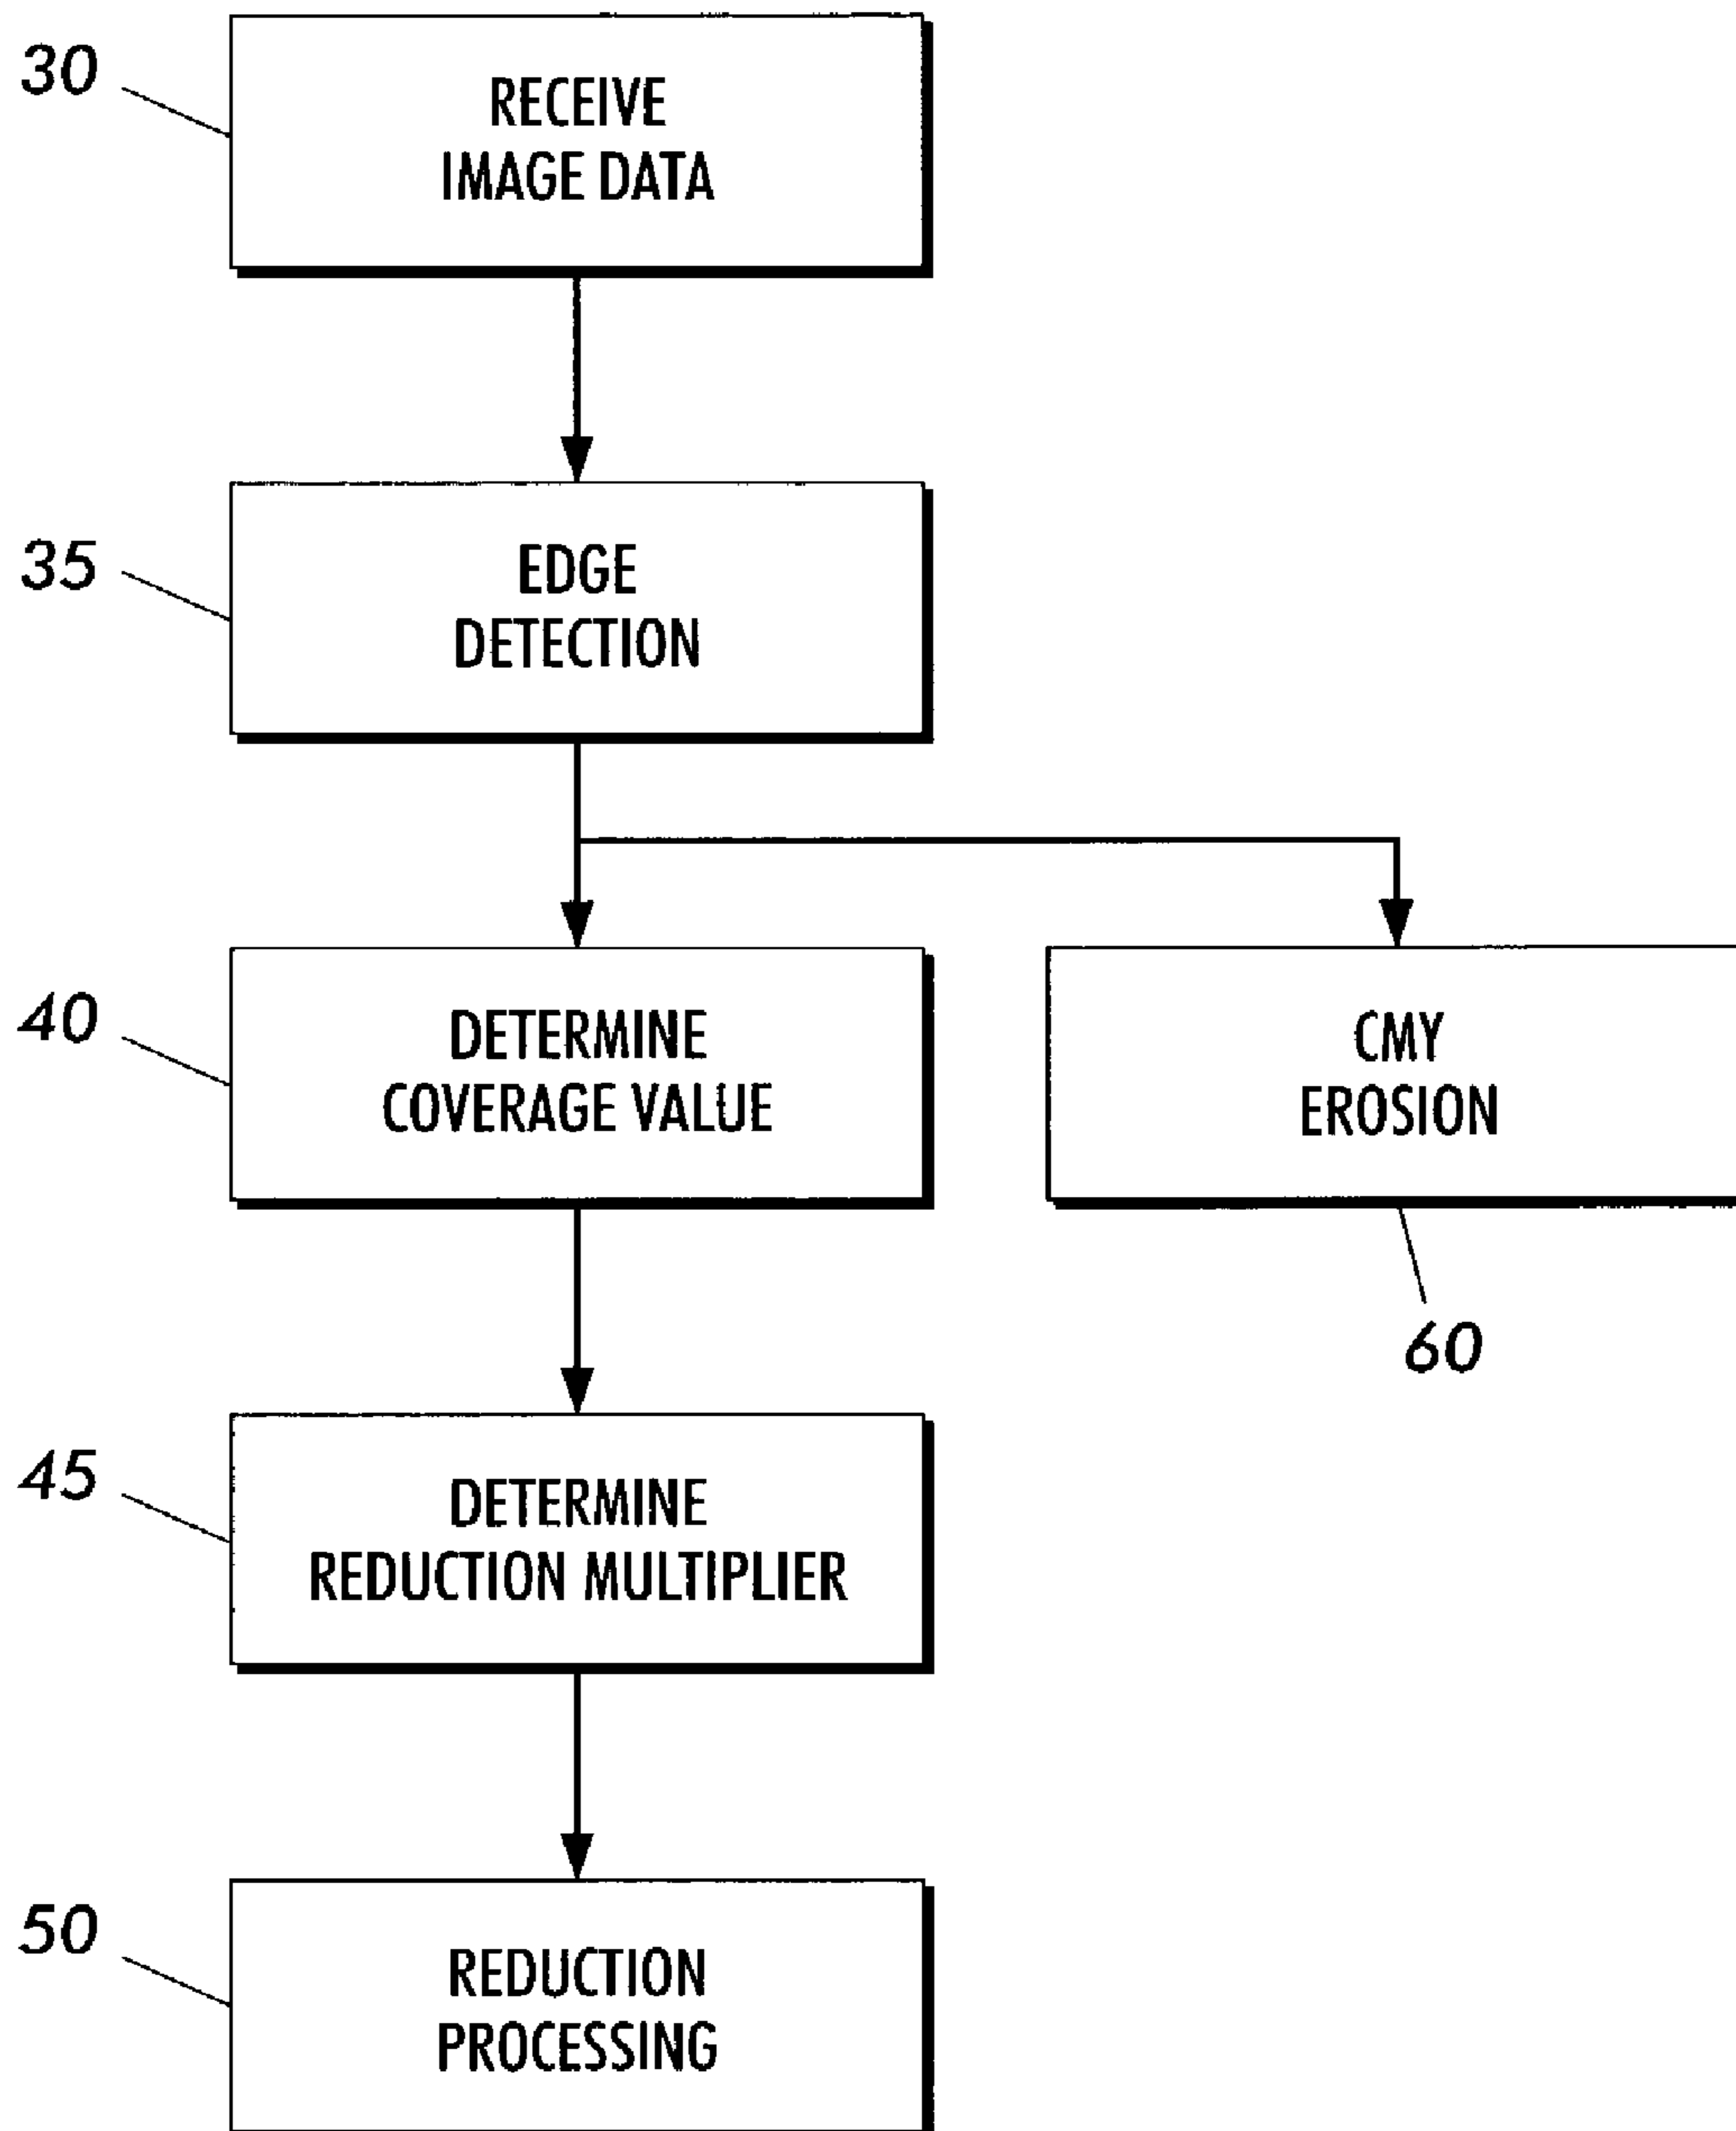 30
RECEIVE
IMAGE DATA
35
EDGE
DETECTION
40
DETERMINE
COVERAGE VALUE
CMY
EROSION
60
45
DETERMINE
REDUCTION MULTIPLIER
50
REDUCTION
PROCESSING